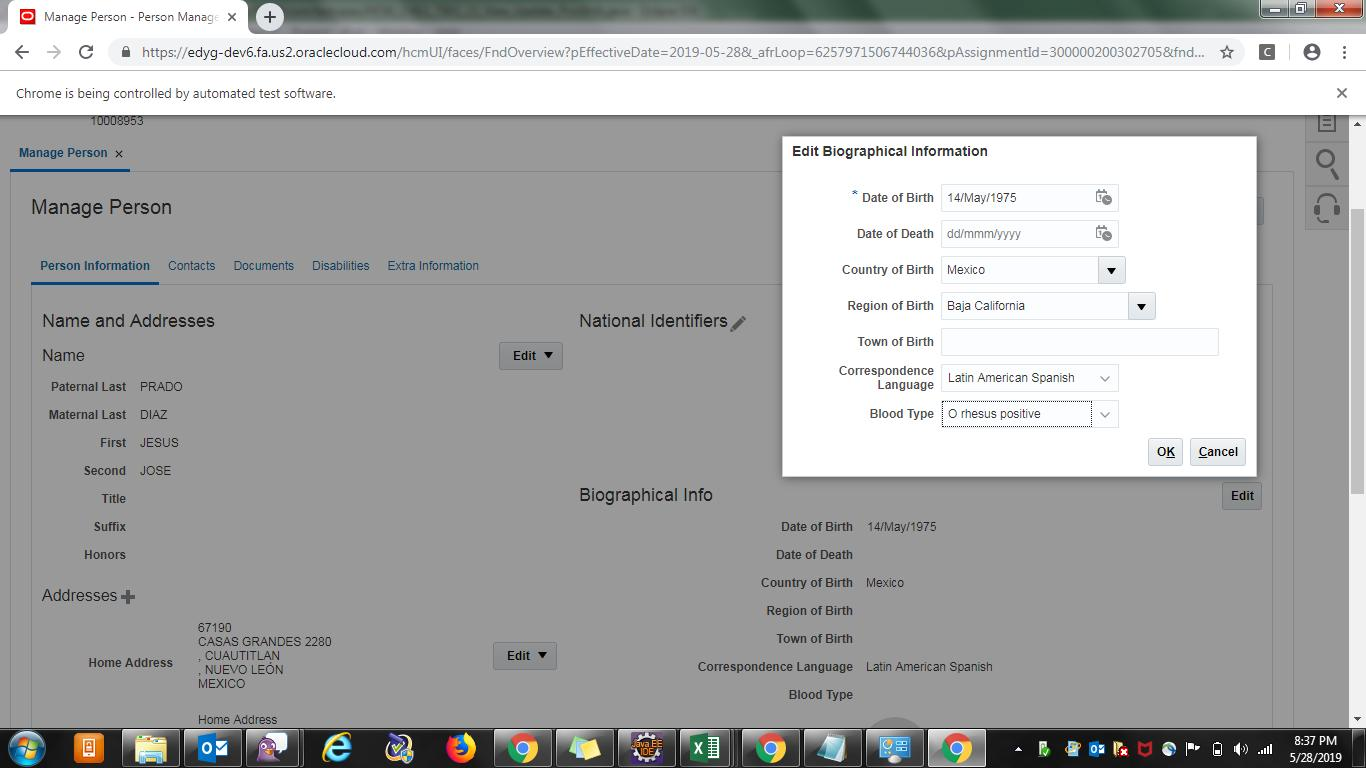 Manage Person - Person Manage
https://edyg-dev6.fa.us2.oraclecloud.com/hcmUI/faces/FndOverview?pEffectiveDate=2019-05-28&_afrLoop=6257971506744036&pAssignmentId=300000200302705&fnd...
C
Chrome is being controlled by automated test software.
10008953
Manage Person
Manage Person
Person Information Contacts Documents Disabilities Extra Information
Name and Addresses
Name
Edit
Paternal Last PRADO
Maternal Last DIAZ
First JESUS
Second JOSE
Title
Suffix
Honors
Addresses
67190
CASAS GRANDES 2280
, CUAUTITLAN
, NUEVO LEÓN
MEXICO
Home Address
Edit
Home Address
National Identifiers
Biographical Info
Edit
Date of Birth 14/May/1975
Date of Death
Country of Birth Mexico
Region of Birth
Town of Birth
Correspondence Language Latin American Spanish
Blood Type
Edit Biographical Information
* Date of Birth 14/May/1975
Date of Death dd/mmm/yyyy
Country of Birth Mexico
Region of Birth Baja California
Town of Birth
Correspondence
Language
Latin American Spanish
Blood Type O rhesus positive
OK Cancel
Java EE
IDE
8:37 PM
5/28/2019